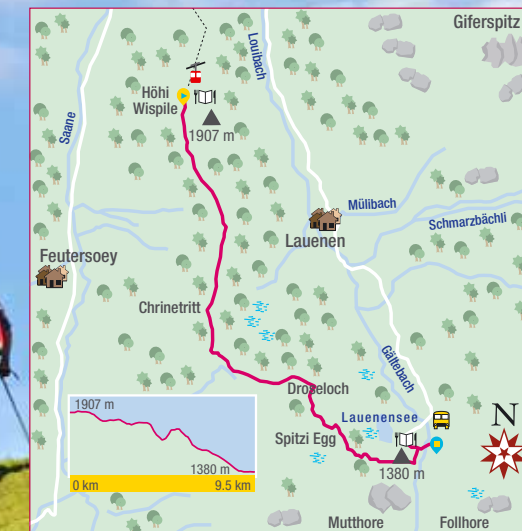 Giferspitz
Louibach
Saane
Höhi
Wispile
1907 m
Mülibach
Schmarzbächli
Lauenen
Feutersoey
Chrinetritt
Gältebach
Droseloch
1907 m
Lauenensee
N
Spitzi Egg
1380 m
1380 m
0 km
9.5 km
Mutthore
Follhore